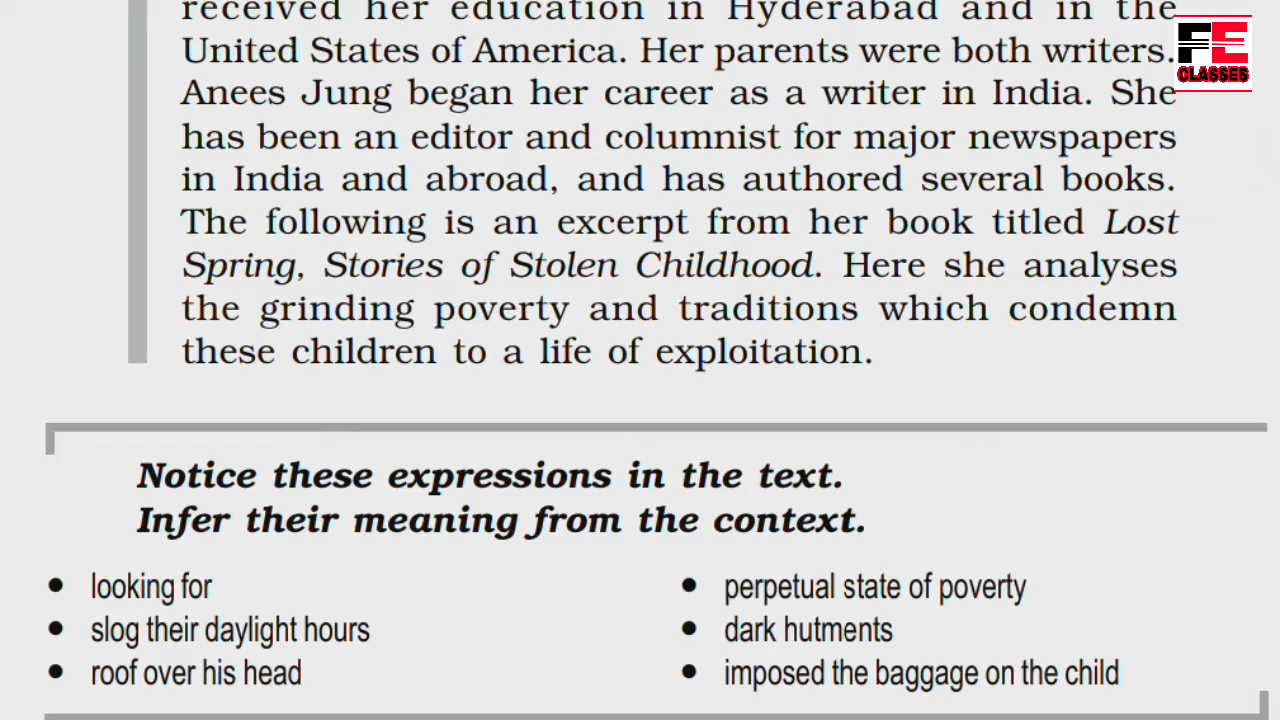 received her education in Hyderabad and in the
United States of America. Her parents were both writers.
Anees Jung began her career as a writer in India. She
has been an editor and columnist for major newspapers
in India and abroad, and has authored several books.
The following is an excerpt from her book titled Lost
Spring, Stories of Stolen Childhood. Here she analyses
the grinding poverty and traditions which condemn
these children to a life of exploitation.
FE
CLASSES
Notice these expressions in the text.
Infer their meaning from the context.
• looking for
• slog their daylight hours
• roof over his head
• perpetual state of poverty
• dark hutments
• imposed the baggage on the child